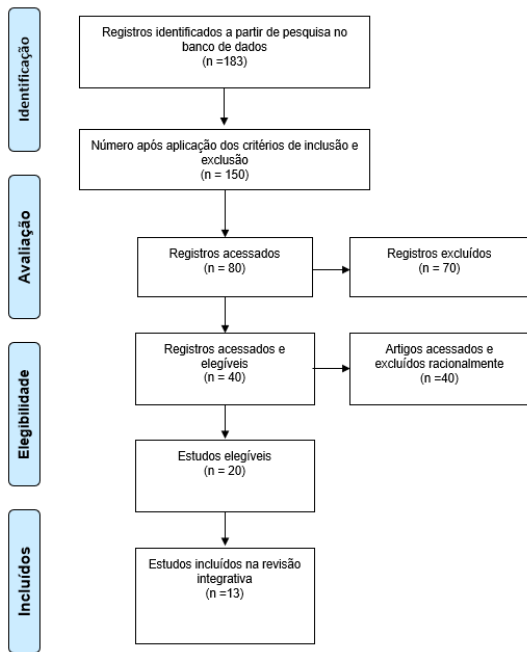 Identificação
Registros identificados a partir de pesquisa no
banco de dados
(n =183)
Número após aplicação dos critérios de inclusão e
exclusão
(n = 150)
Avaliação
Registros acessados
(n = 80)
Registros excluídos
(n = 70)
Elegibilidade
Registros acessados e
elegíveis
(n = 40)
Artigos acessados e
excluídos racionalmente
(n =40)
Estudos elegíveis
(n = 20)
Incluídos
Estudos incluídos na revisão
integrativa
(n =13)